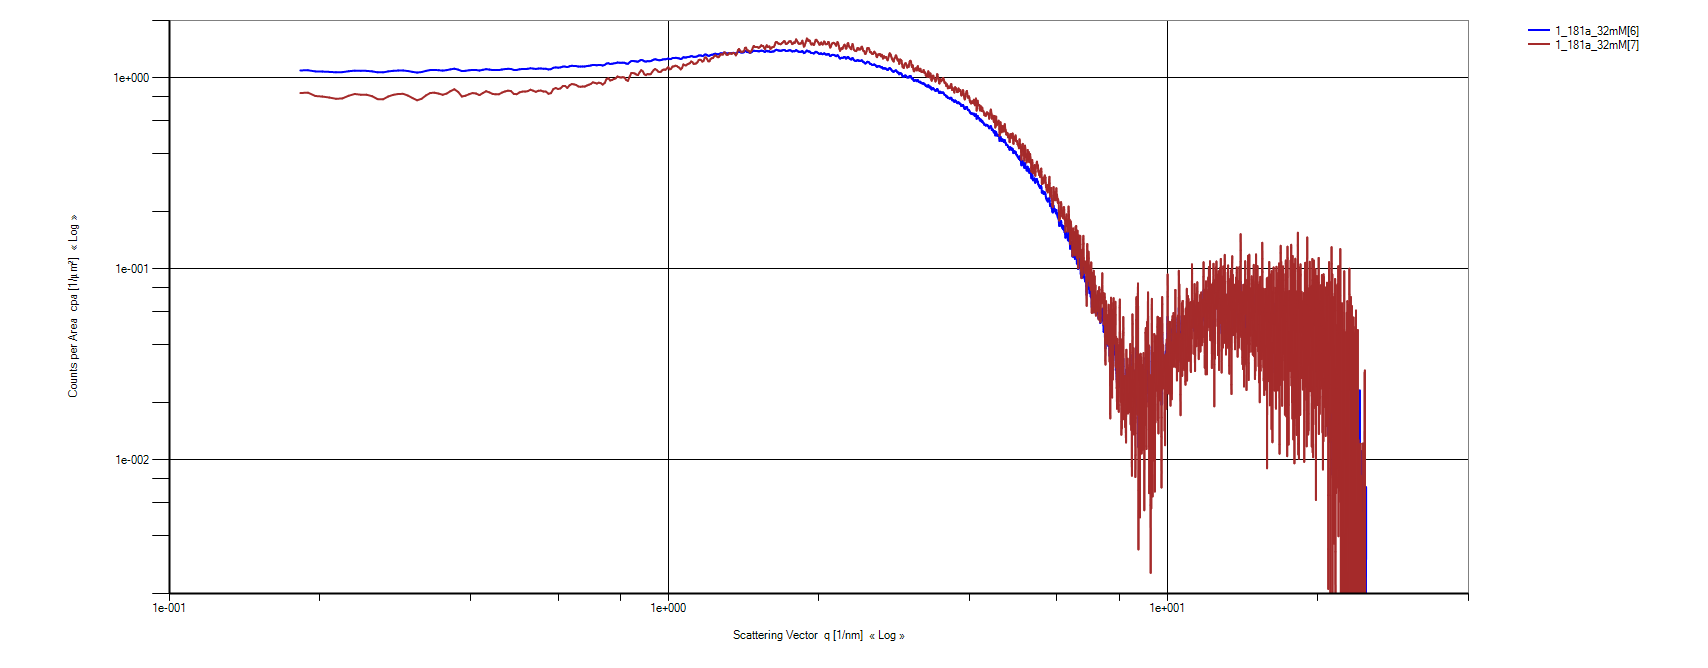 1_181a_32mM[6]
1_181a_32mM[7]
1e+000
1e-001
1e-002
Counts per Area cpa [1/µm²] « Log »
1e-001 1e+000 1e+001
Scattering Vector q [1/nm] « Log »